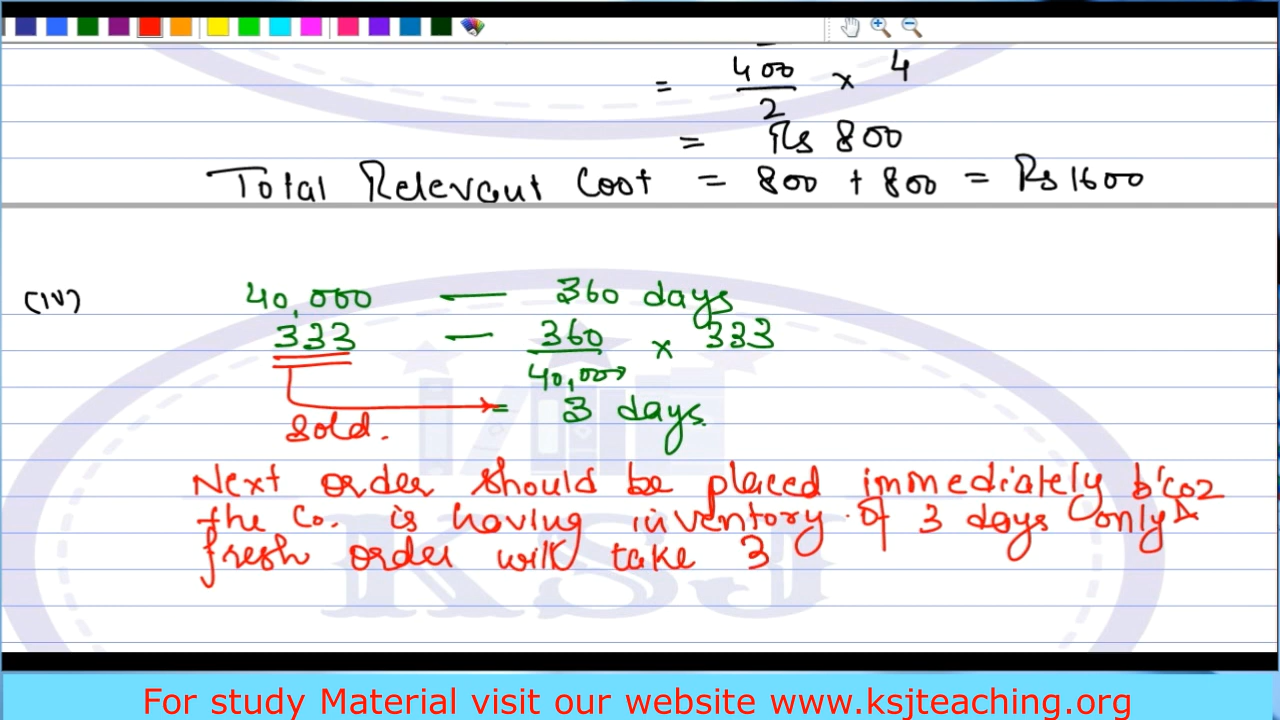 = 400/2 × 4
= Rs 800
Total Relevant Cost = 800 + 800 = Rs 1600
(IV) 40,000 — 360 days
333 — 360/40,000 × 333
= 3 days.
Sold.
Next order should be placed immediately b'coz
the Co. is having inventory of 3 days only &
fresh order will take 3
KSJ
For study Material visit our website www.ksjteaching.org